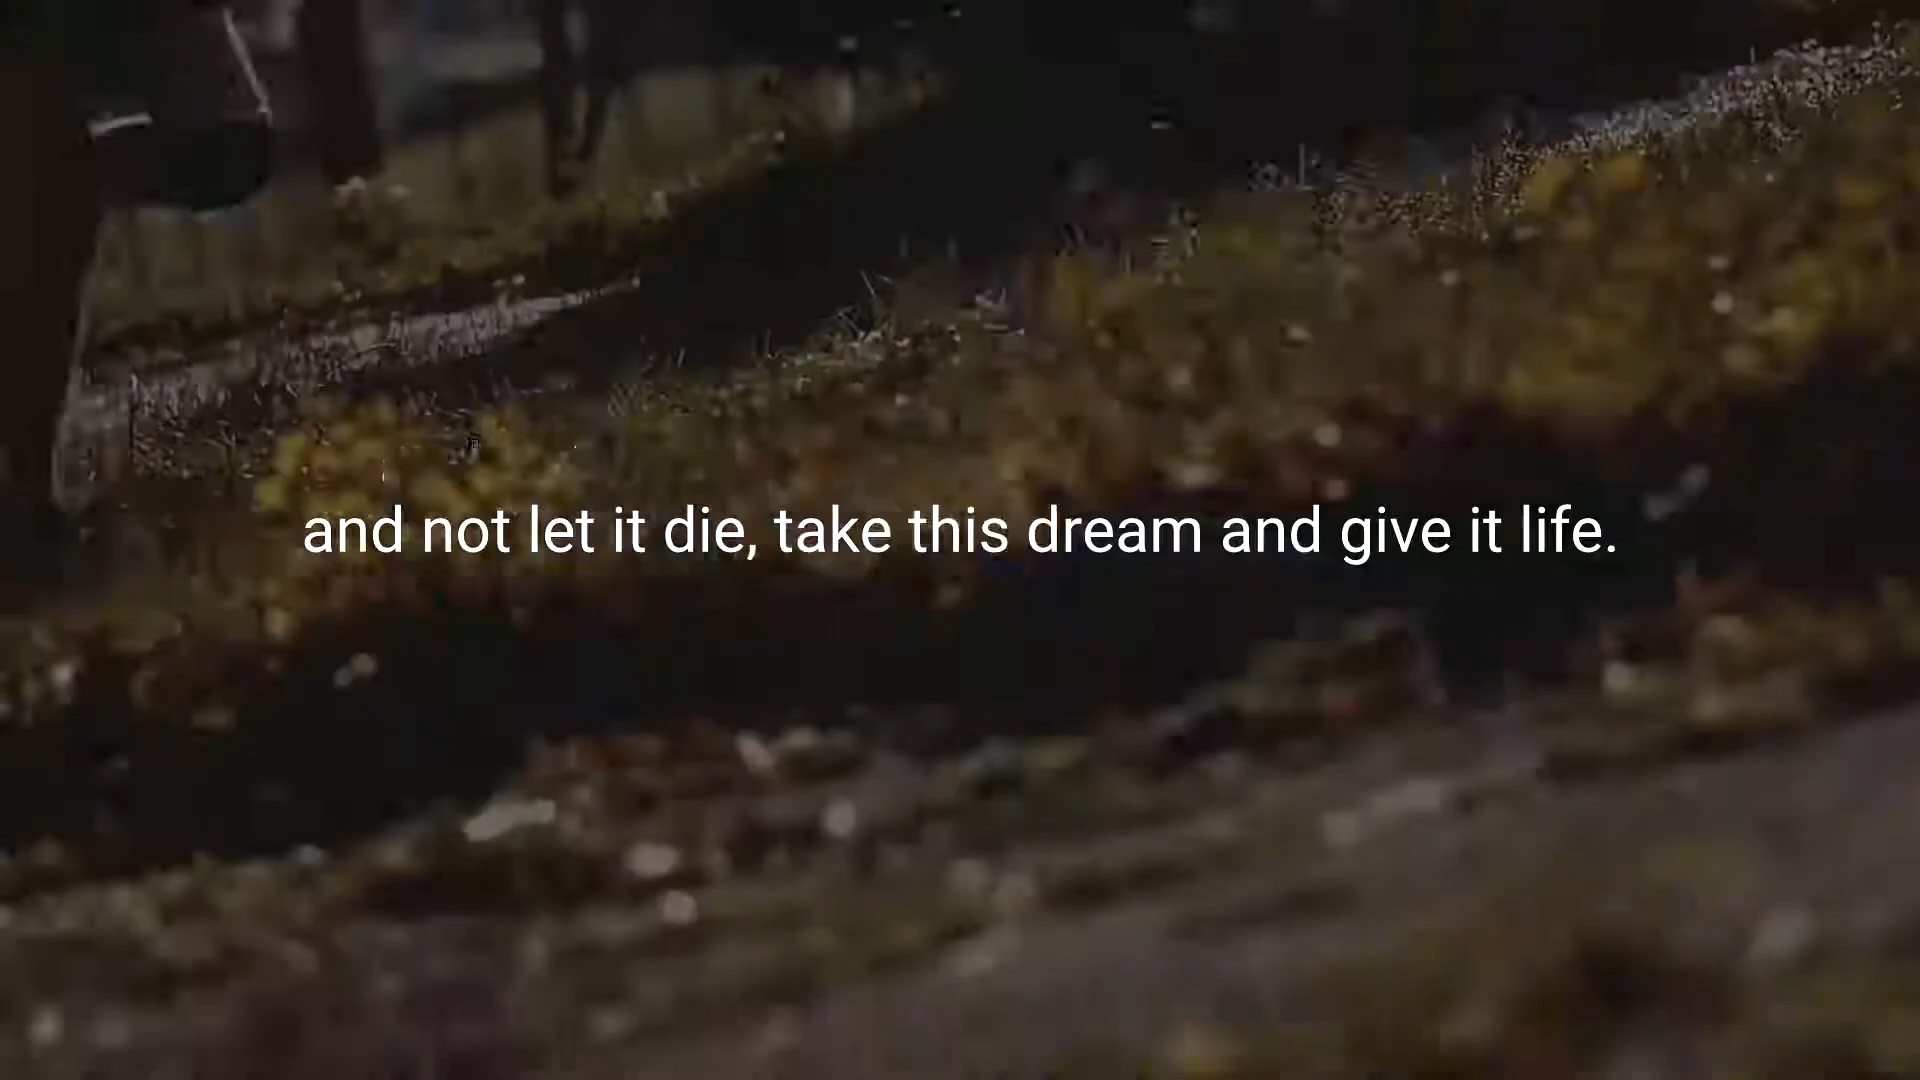 and not let it die, take this dream and give it life.